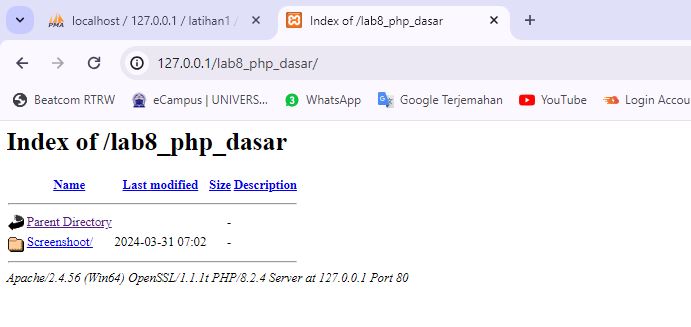 PMA localhost / 127.0.0.1 / latihan1 /
Index of /lab8_php_dasar
127.0.0.1/lab8_php_dasar/
Beatcom RTRW eCampus | UNIVERS... WhatsApp Google Terjemahan YouTube Login Accou
Index of /lab8_php_dasar
Name Last modified Size Description
Parent Directory -
Screenshoot/ 2024-03-31 07:02 -
Apache/2.4.56 (Win64) OpenSSL/1.1.1t PHP/8.2.4 Server at 127.0.0.1 Port 80